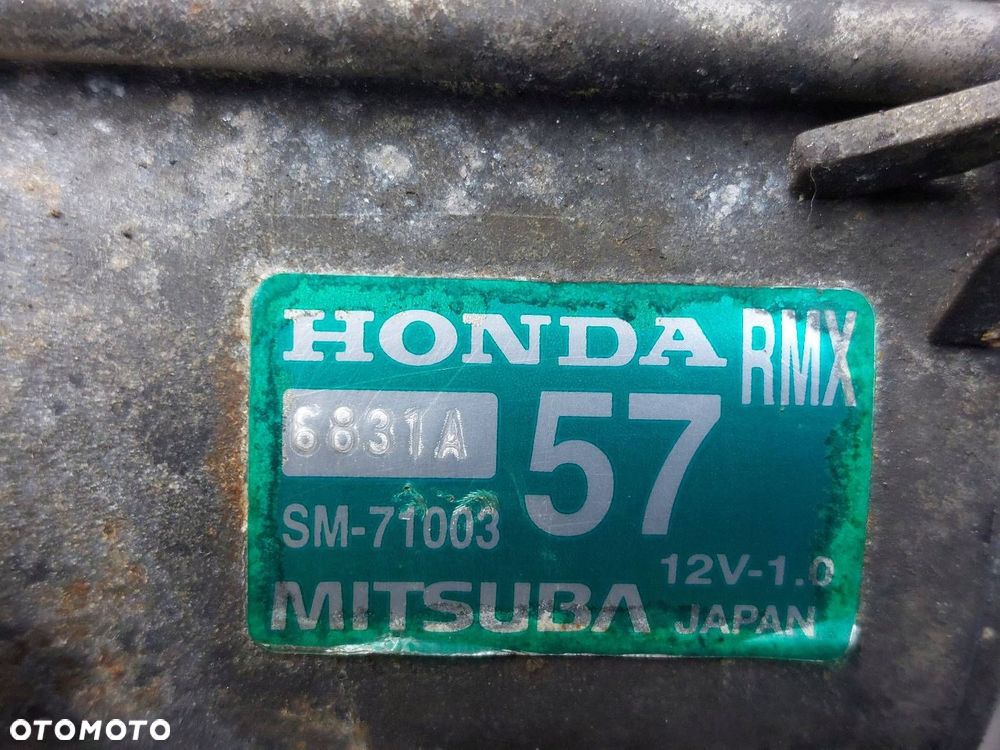 HONDA RMX
6831A 57
SM-71003
12V-1.0
MITSUBA JAPAN
OTOMOTO